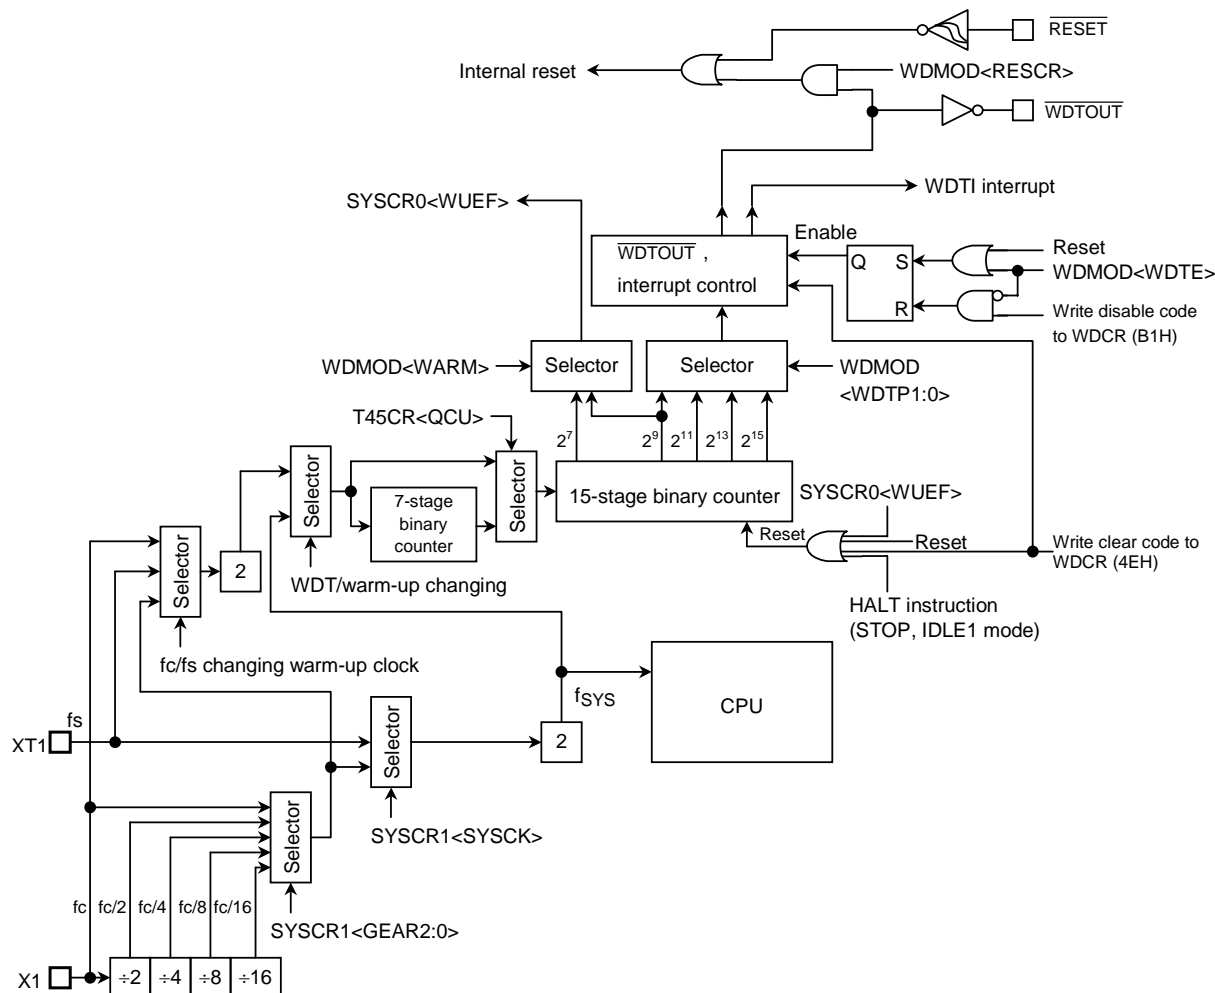 RESET
Internal reset
WDMOD<RESCR>
WDTOUT
WDTI interrupt
SYSCR0<WUEF>
Enable
WDTOUT ,
interrupt control
Q
S
R
Reset
WDMOD<WDTE>
Write disable code
to WDCR (B1H)
WDMOD<WARM>
Selector
Selector
WDMOD
<WDTP1:0>
T45CR<QCU>
2^7
2^9
2^11
2^13
2^15
Selector
7-stage
binary
counter
Selector
15-stage binary counter
SYSCR0<WUEF>
Reset
Reset
Write clear code to
WDCR (4EH)
Selector
2
WDT/warm-up changing
HALT instruction
(STOP, IDLE1 mode)
fc/fs changing warm-up clock
fSYS
CPU
fs
XT1
Selector
2
Selector
SYSCR1<SYSCK>
fc
fc/2
fc/4
fc/8
fc/16
SYSCR1<GEAR2:0>
X1
÷2
÷4
÷8
÷16